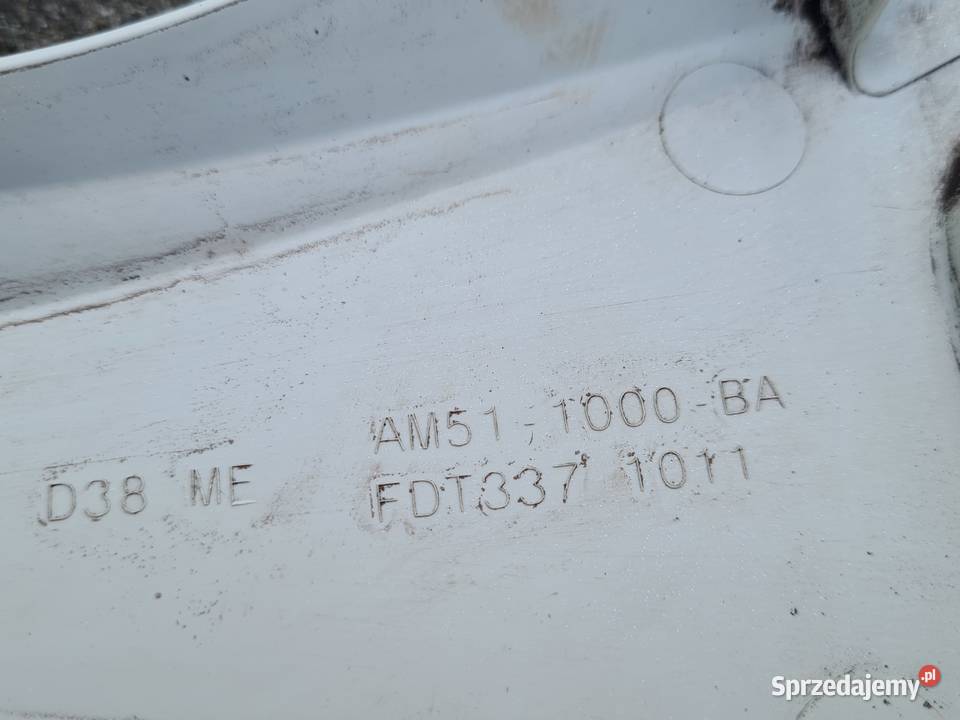 AM51-1000-BA
D38 ME FDT337 1011
Sprzedajemy.pl